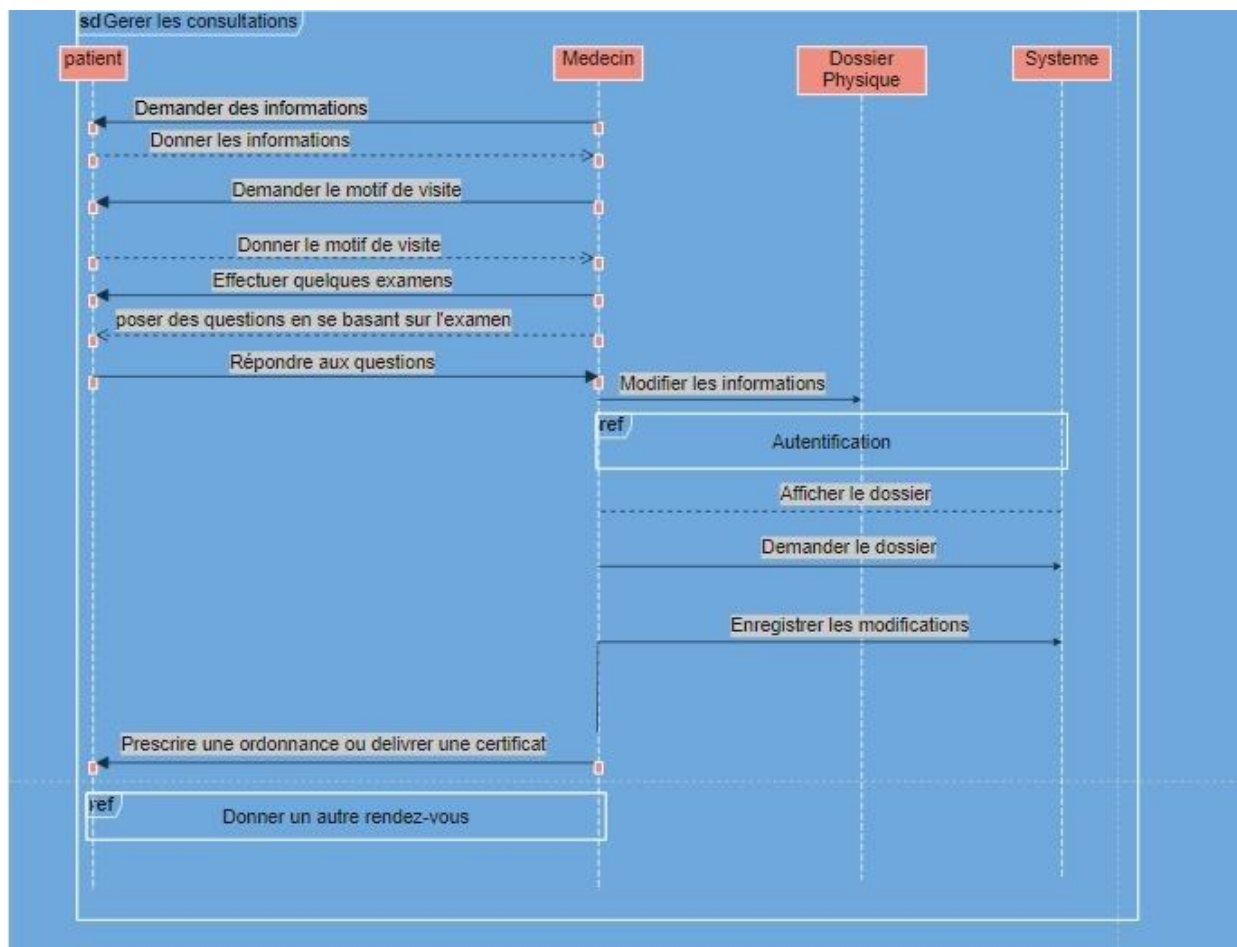 sd Gerer les consultations
patient
Medecin
Dossier
Physique
Systeme
Demander des informations
Donner les informations
Demander le motif de visite
Donner le motif de visite
Effectuer quelques examens
poser des questions en se basant sur l'examen
Répondre aux questions
Modifier les informations
ref
Autentification
Afficher le dossier
Demander le dossier
Enregistrer les modifications
Prescrire une ordonnance ou delivrer une certificat
ref
Donner un autre rendez-vous